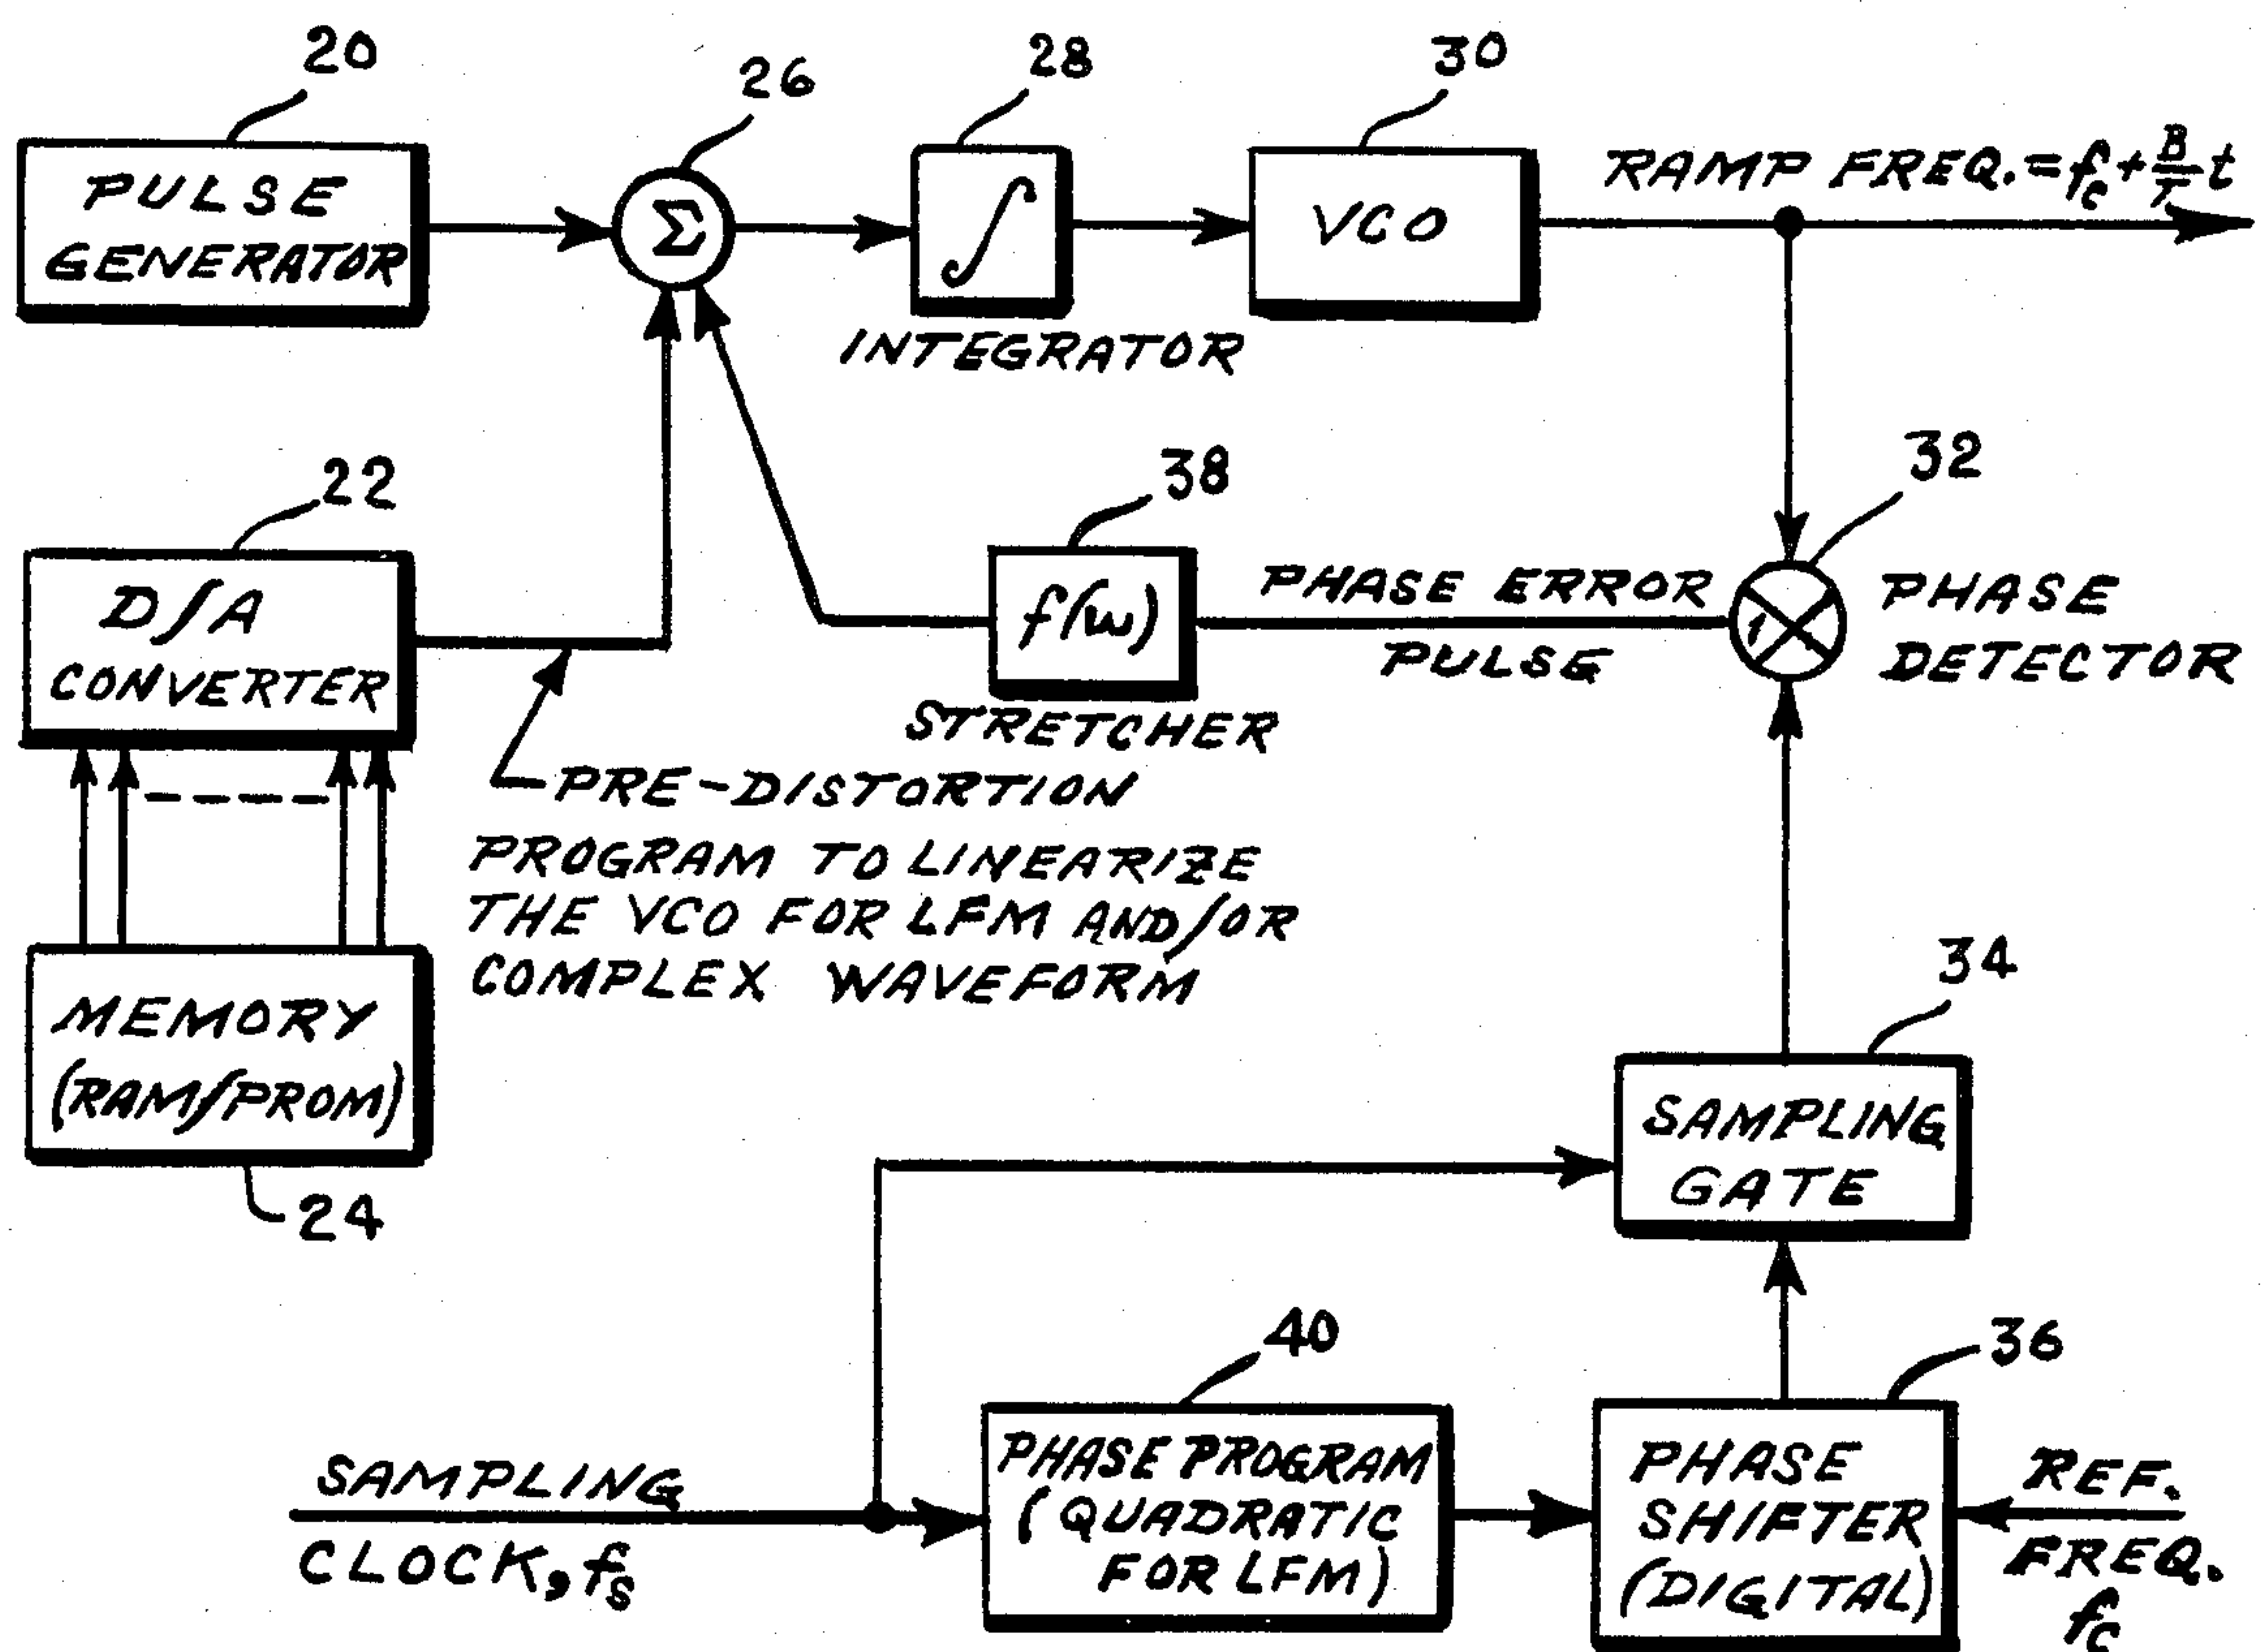 20
26
28
30
PULSE
GENERATOR
Σ
∫
INTEGRATOR
VCO
RAMP FREQ. = fc + B/T t
22
38
32
D/A
CONVERTER
f(ω)
STRETCHER
PHASE ERROR
PULSE
1
PHASE
DETECTOR
PRE-DISTORTION
PROGRAM TO LINEARIZE
THE VCO FOR LFM AND/OR
COMPLEX WAVEFORM
MEMORY
(RAM/PROM)
24
34
SAMPLING
GATE
40
36
SAMPLING
CLOCK, fs
PHASE PROGRAM
(QUADRATIC
FOR LFM)
PHASE
SHIFTER
(DIGITAL)
REF.
FREQ.
fc